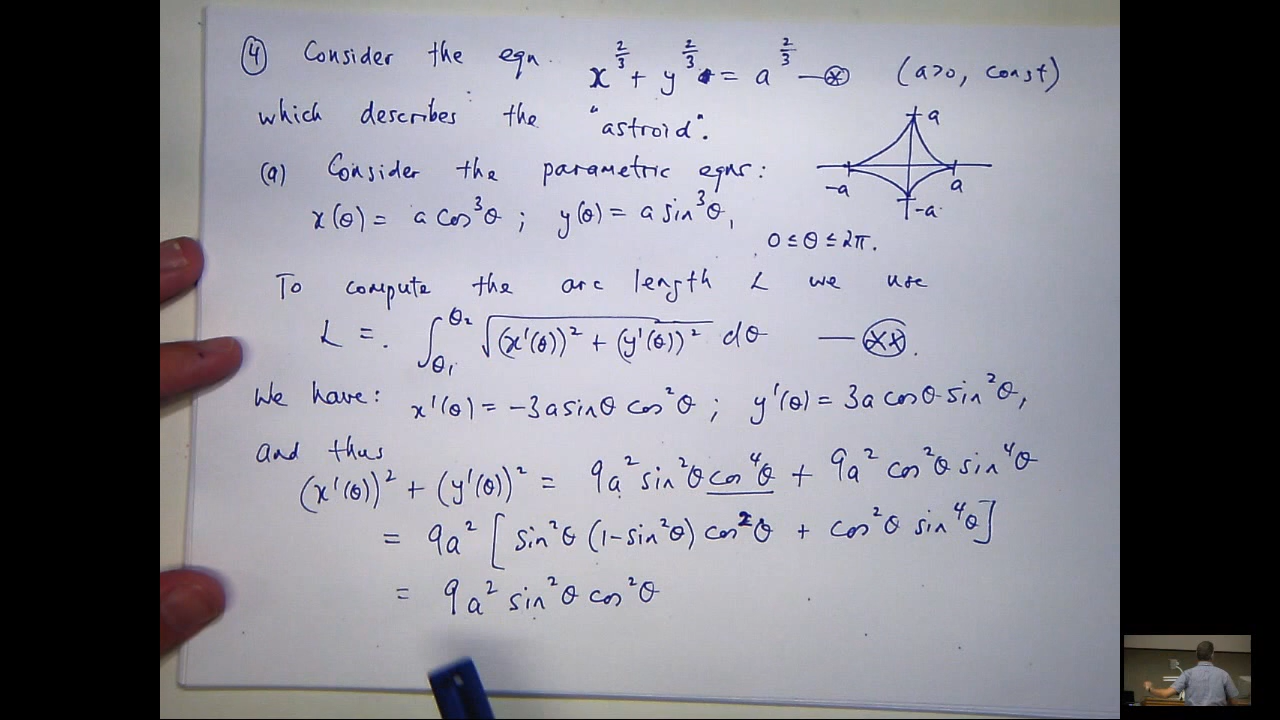 ④ Consider the eqn. x^{2/3} + y^{2/3} = a^{2/3} —⊛ (a>0, const)
which describes the "astroid".
a
-a
a
-a
(a) Consider the parametric eqns:
x(θ) = a cos³θ ; y(θ) = a sin³θ,
0 ≤ θ ≤ 2π.
To compute the arc length L we use
L = ∫_{θ₁}^{θ₂} √((x'(θ))² + (y'(θ))²) dθ — (**).
We have: x'(θ) = -3a sinθ cos²θ ; y'(θ) = 3a cosθ sin²θ,
and thus
(x'(θ))² + (y'(θ))² = 9a² sin²θ cos⁴θ + 9a² cos²θ sin⁴θ
= 9a² [sin²θ (1-sin²θ) cos²θ + cos²θ sin⁴θ]
= 9a² sin²θ cos²θ